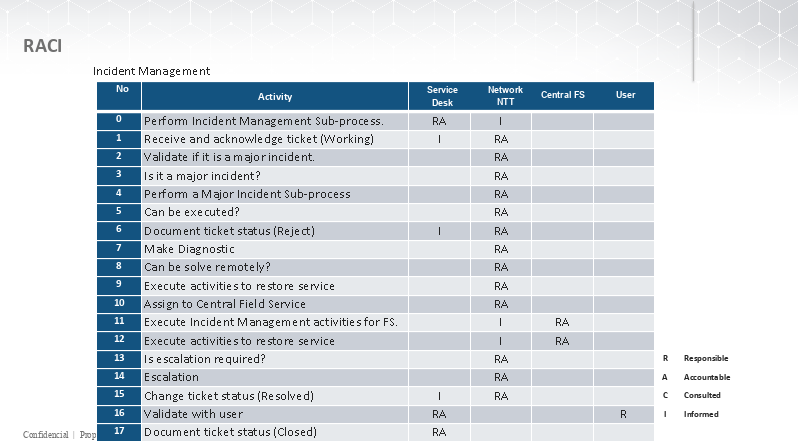 RACI
Incident Management
No Activity Service Desk Network NTT Central FS User
0 Perform Incident Management Sub-process. RA I
1 Receive and acknowledge ticket (Working) I RA
2 Validate if it is a major incident. RA
3 Is it a major incident? RA
4 Perform a Major Incident Sub-process RA
5 Can be executed? RA
6 Document ticket status (Reject) I RA
7 Make Diagnostic RA
8 Can be solve remotely? RA
9 Execute activities to restore service RA
10 Assign to Central Field Service RA
11 Execute Incident Management activities for FS. I RA
12 Execute activities to restore service I RA
13 Is escalation required? RA
14 Escalation RA
15 Change ticket status (Resolved) I RA
16 Validate with user RA R
17 Document ticket status (Closed) RA
R Responsible
A Accountable
C Consulted
I Informed
Confidencial | Prop